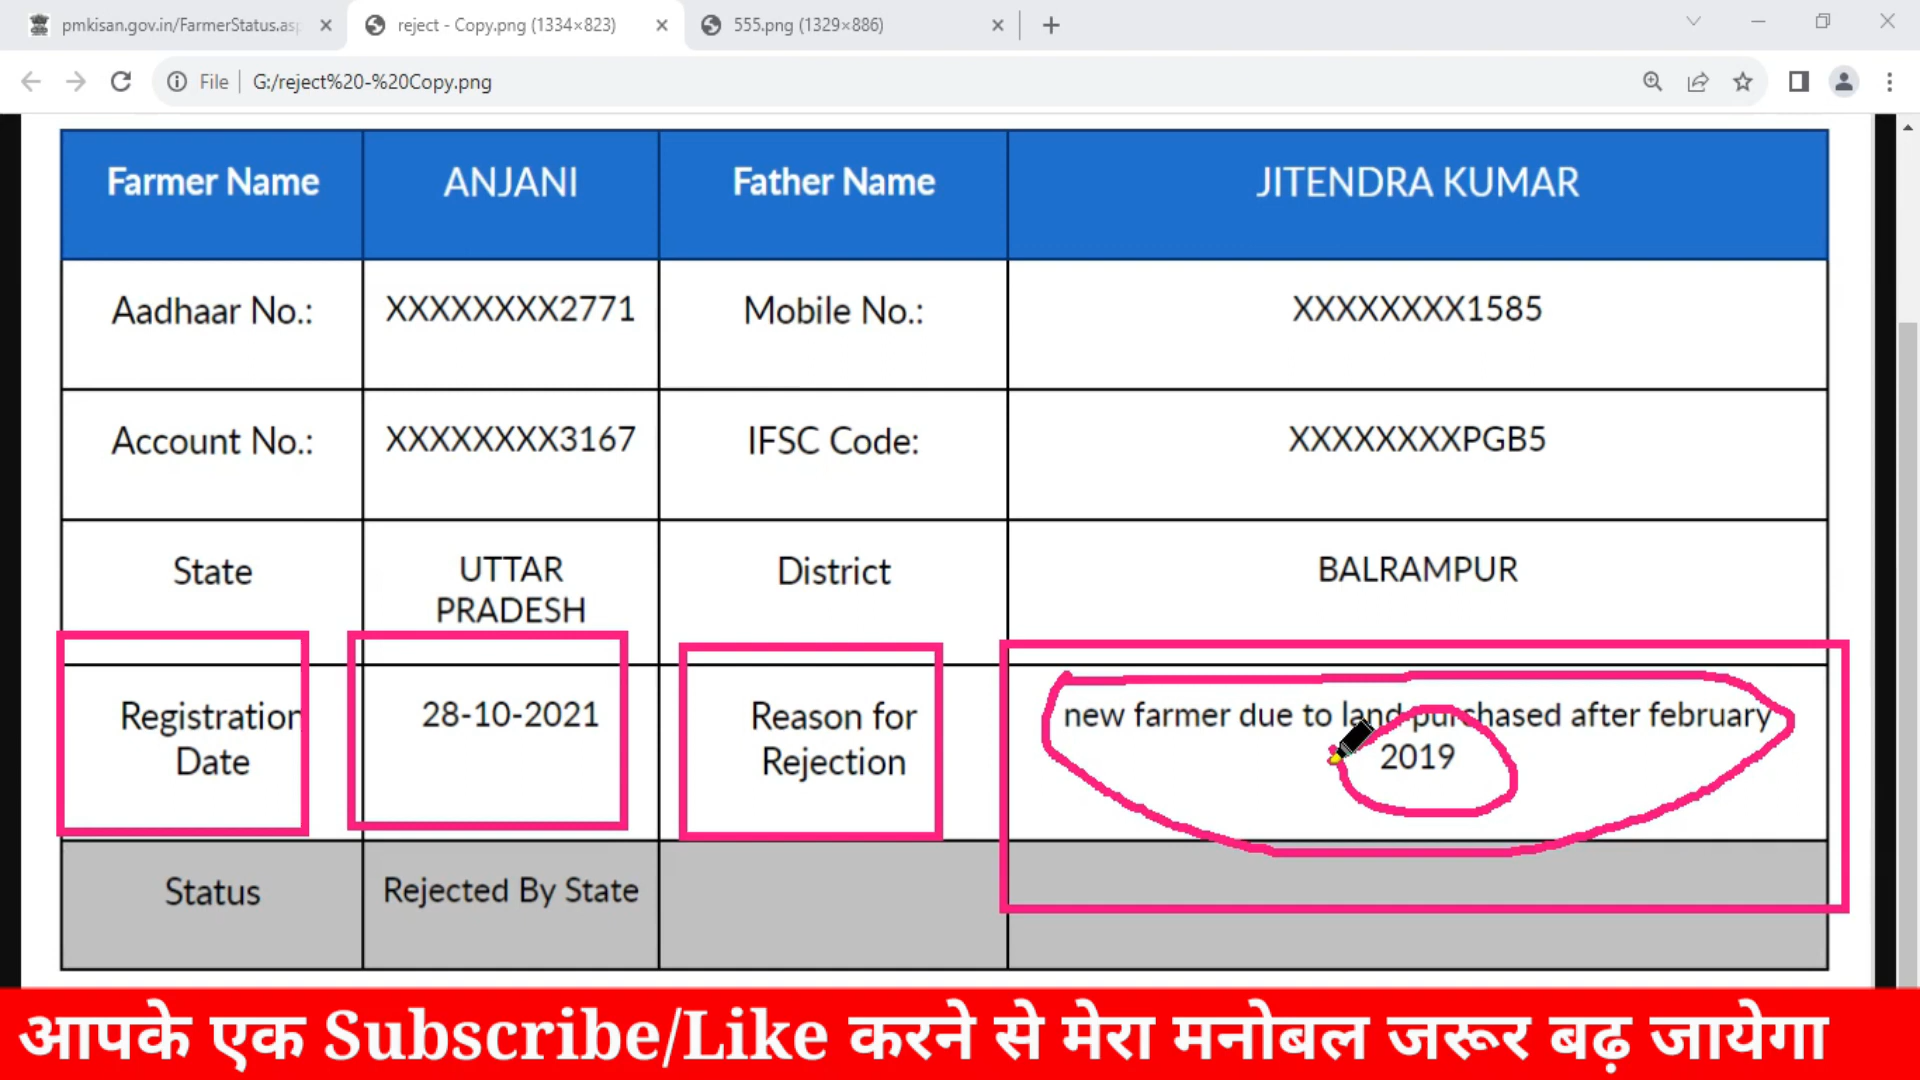 pmkisan.gov.in/FarmerStatus.asp
reject - Copy.png (1334×823)
555.png (1329×886)
File
G:/reject%20-%20Copy.png
Farmer Name ANJANI Father Name JITENDRA KUMAR
Aadhaar No.: XXXXXXXX2771 Mobile No.: XXXXXXXX1585
Account No.: XXXXXXXX3167 IFSC Code: XXXXXXXXPGB5
State UTTAR District BALRAMPUR
PRADESH
Registration 28-10-2021 Reason for new farmer due to land purchased after february
Date Rejection 2019
Status Rejected By State
आपके एक Subscribe/Like करने से मेरा मनोबल जरूर बढ़ जायेगा